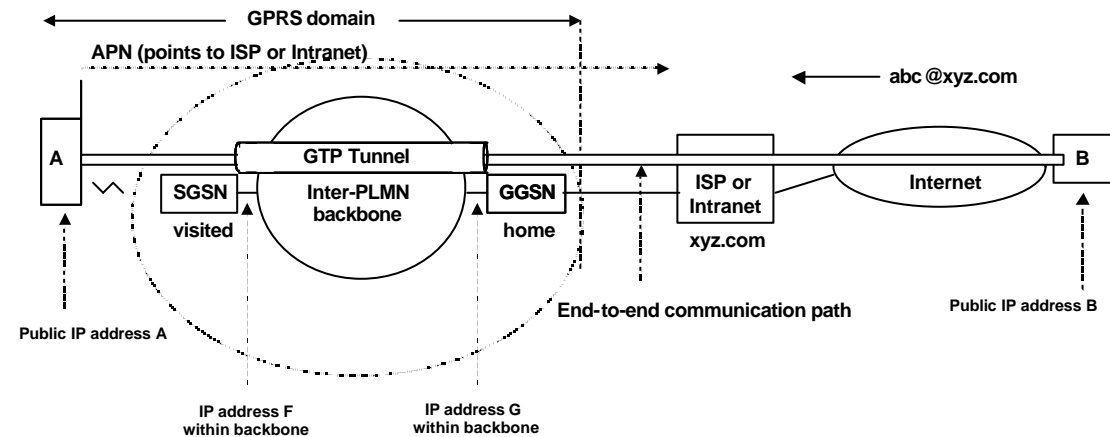 GPRS domain
APN (points to ISP or Intranet)
abc @xyz.com
A
GTP Tunnel
B
SGSN
Inter-PLMN
backbone
GGSN
ISP or
Intranet
Internet
visited
home
xyz.com
End-to-end communication path
Public IP address A
Public IP address B
IP address F
within backbone
IP address G
within backbone